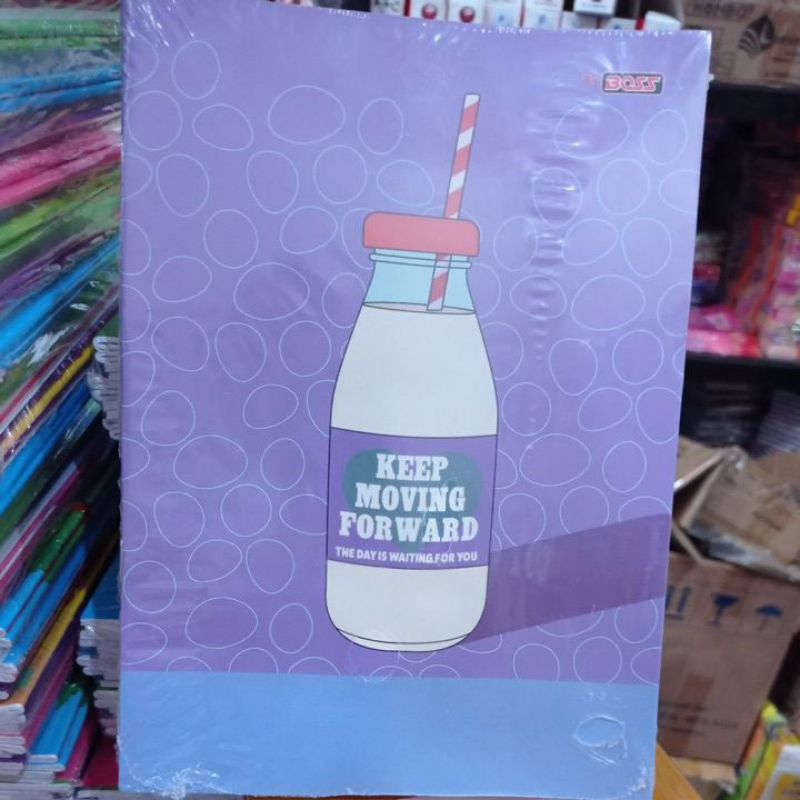 BOSS
KEEP
MOVING
FORWARD
THE DAY IS WAITING FOR YOU